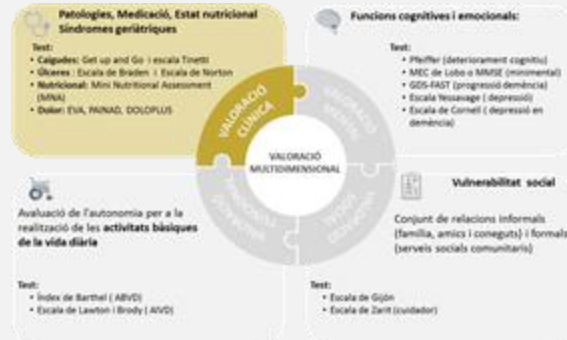 Patologies, Medicació, Estat nutricional
Síndromes geriàtriques
Test:
• Caigudes: Get up and Go i escala Tinetti
• Úlceres : Escala de Braden i Escala de Norton
• Nutricional: Mini Nutritional Assessment
(MNA)
• Dolor: EVA, PAINAD, DOLOPLUS
Funcions cognitives i emocionals:
Test:
• Pfeiffer (deteriorament cognitiu)
• MEC de Lobo o MMSE (minimental)
• GDS-FAST (progressió demència)
• Escala Yessavage ( depressió)
• Escala de Cornell ( depressió en
demència)
VALORACIÓ
CLÍNICA
VALORACIÓ
VALORACIÓ
MULTIDIMENSIONAL
VALORACIÓ
FUNCIONAL
VALORACIÓ
SOCIAL
Avaluació de l'autonomia per a la
realització de les activitats bàsiques
de la vida diària
Test:
• Índex de Barthel ( ABVD)
• Escala de Lawton i Brody ( AIVD)
Vulnerabilitat social
Conjunt de relacions informals
(família, amics i coneguts) i formals
(serveis socials comunitaris)
Test:
• Escala de Gijón
• Escala de Zarit (cuidador)